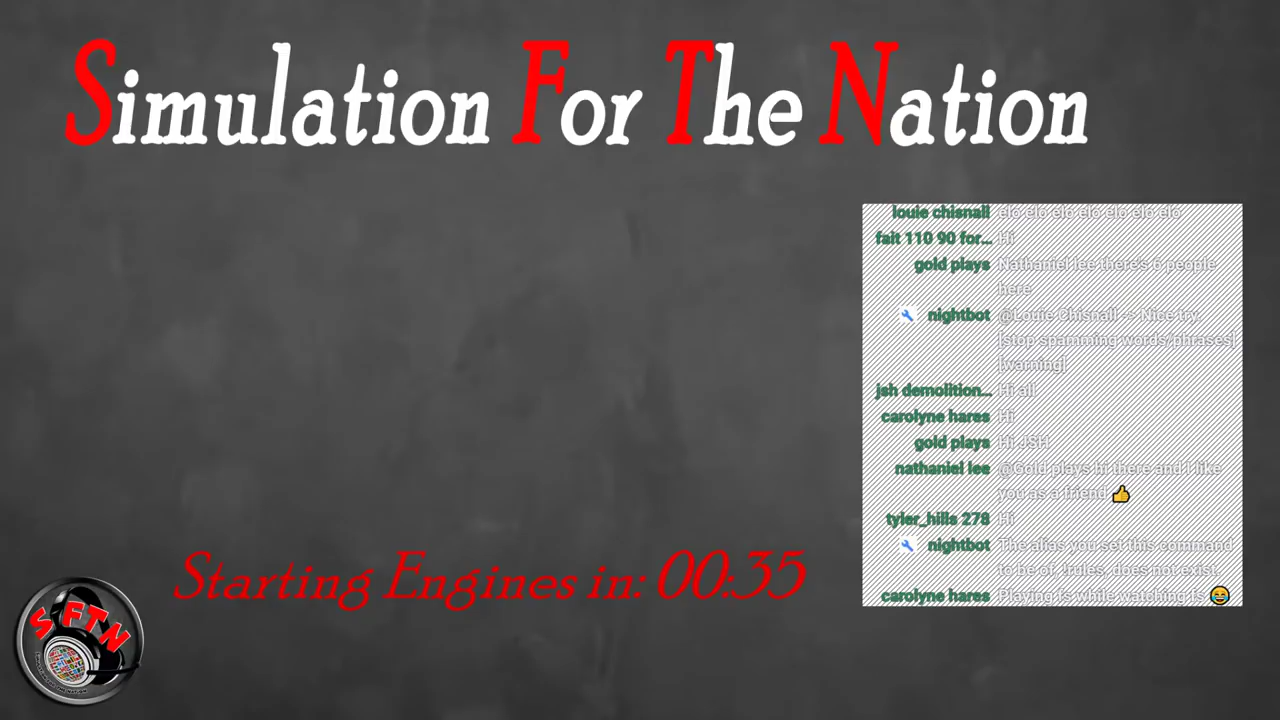 Simulation For The Nation
louie chisnall elo elo elo elo elo elo elo
fait 110 90 for... Hi
gold plays Nathaniel lee there's 6 people
here
nightbot @Louie Chisnall -> Nice try.
[stop spamming words/phrases]
[warning]
jsh demolition... Hi all
carolyne hares Hi
gold plays Hi JSH
nathaniel lee @Gold plays hi there and I like
you as a friend 👍
tyler_hills 278 Hi
nightbot The alias you set this command
to be of, !rules, does not exist.
carolyne hares Playing fs while watching fs 😂
Starting Engines in: 00:35
S FTN